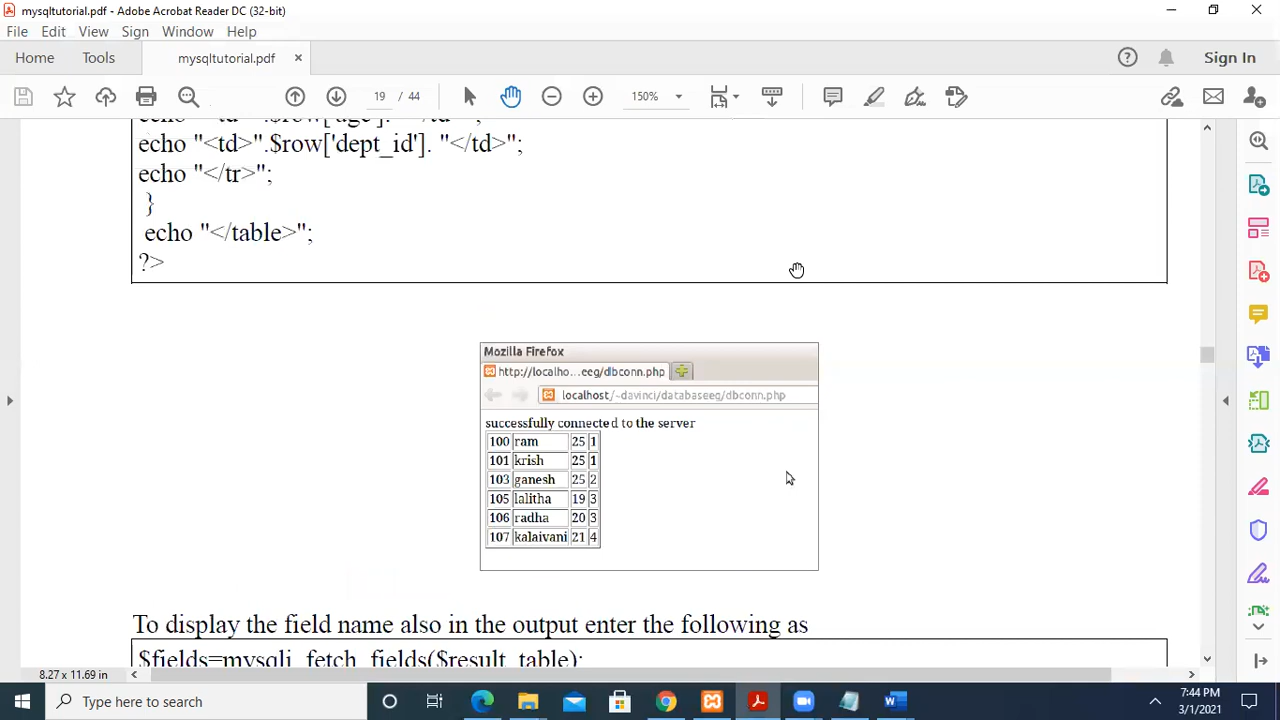 mysqltutorial.pdf - Adobe Acrobat Reader DC (32-bit)
File Edit View Sign Window Help
Home Tools mysqltutorial.pdf × Sign In
19 / 44 150%
echo "<td>".$row['age']. "</td>";
echo "<td>".$row['dept_id']. "</td>";
echo "</tr>";
}
echo "</table>";
?>
Mozilla Firefox
http://localho...eeg/dbconn.php
localhost/~davinci/databaseeg/dbconn.php
successfully connected to the server
100 ram 25 1
101 krish 25 1
103 ganesh 25 2
105 lalitha 19 3
106 radha 20 3
107 kalaivani 21 4
To display the field name also in the output enter the following as
$fields=mysqli_fetch_fields($result_table);
8.27 x 11.69 in
Type here to search
7:44 PM
3/1/2021